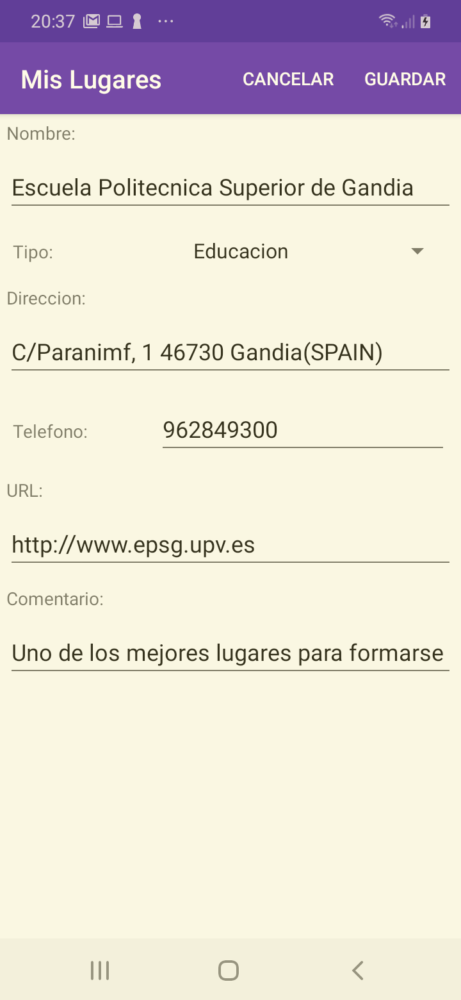 20:37
Mis Lugares CANCELAR GUARDAR
Nombre:
Escuela Politecnica Superior de Gandia
Tipo: Educacion
Direccion:
C/Paranimf, 1 46730 Gandia(SPAIN)
Telefono: 962849300
URL:
http://www.epsg.upv.es
Comentario:
Uno de los mejores lugares para formarse